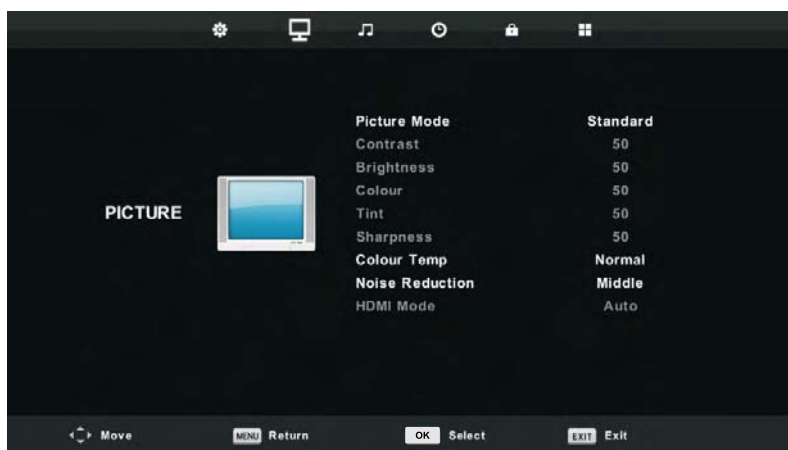 PICTURE
Picture Mode Standard
Contrast 50
Brightness 50
Colour 50
Tint 50
Sharpness 50
Colour Temp Normal
Noise Reduction Middle
HDMI Mode Auto
Move MENU Return OK Select EXIT Exit